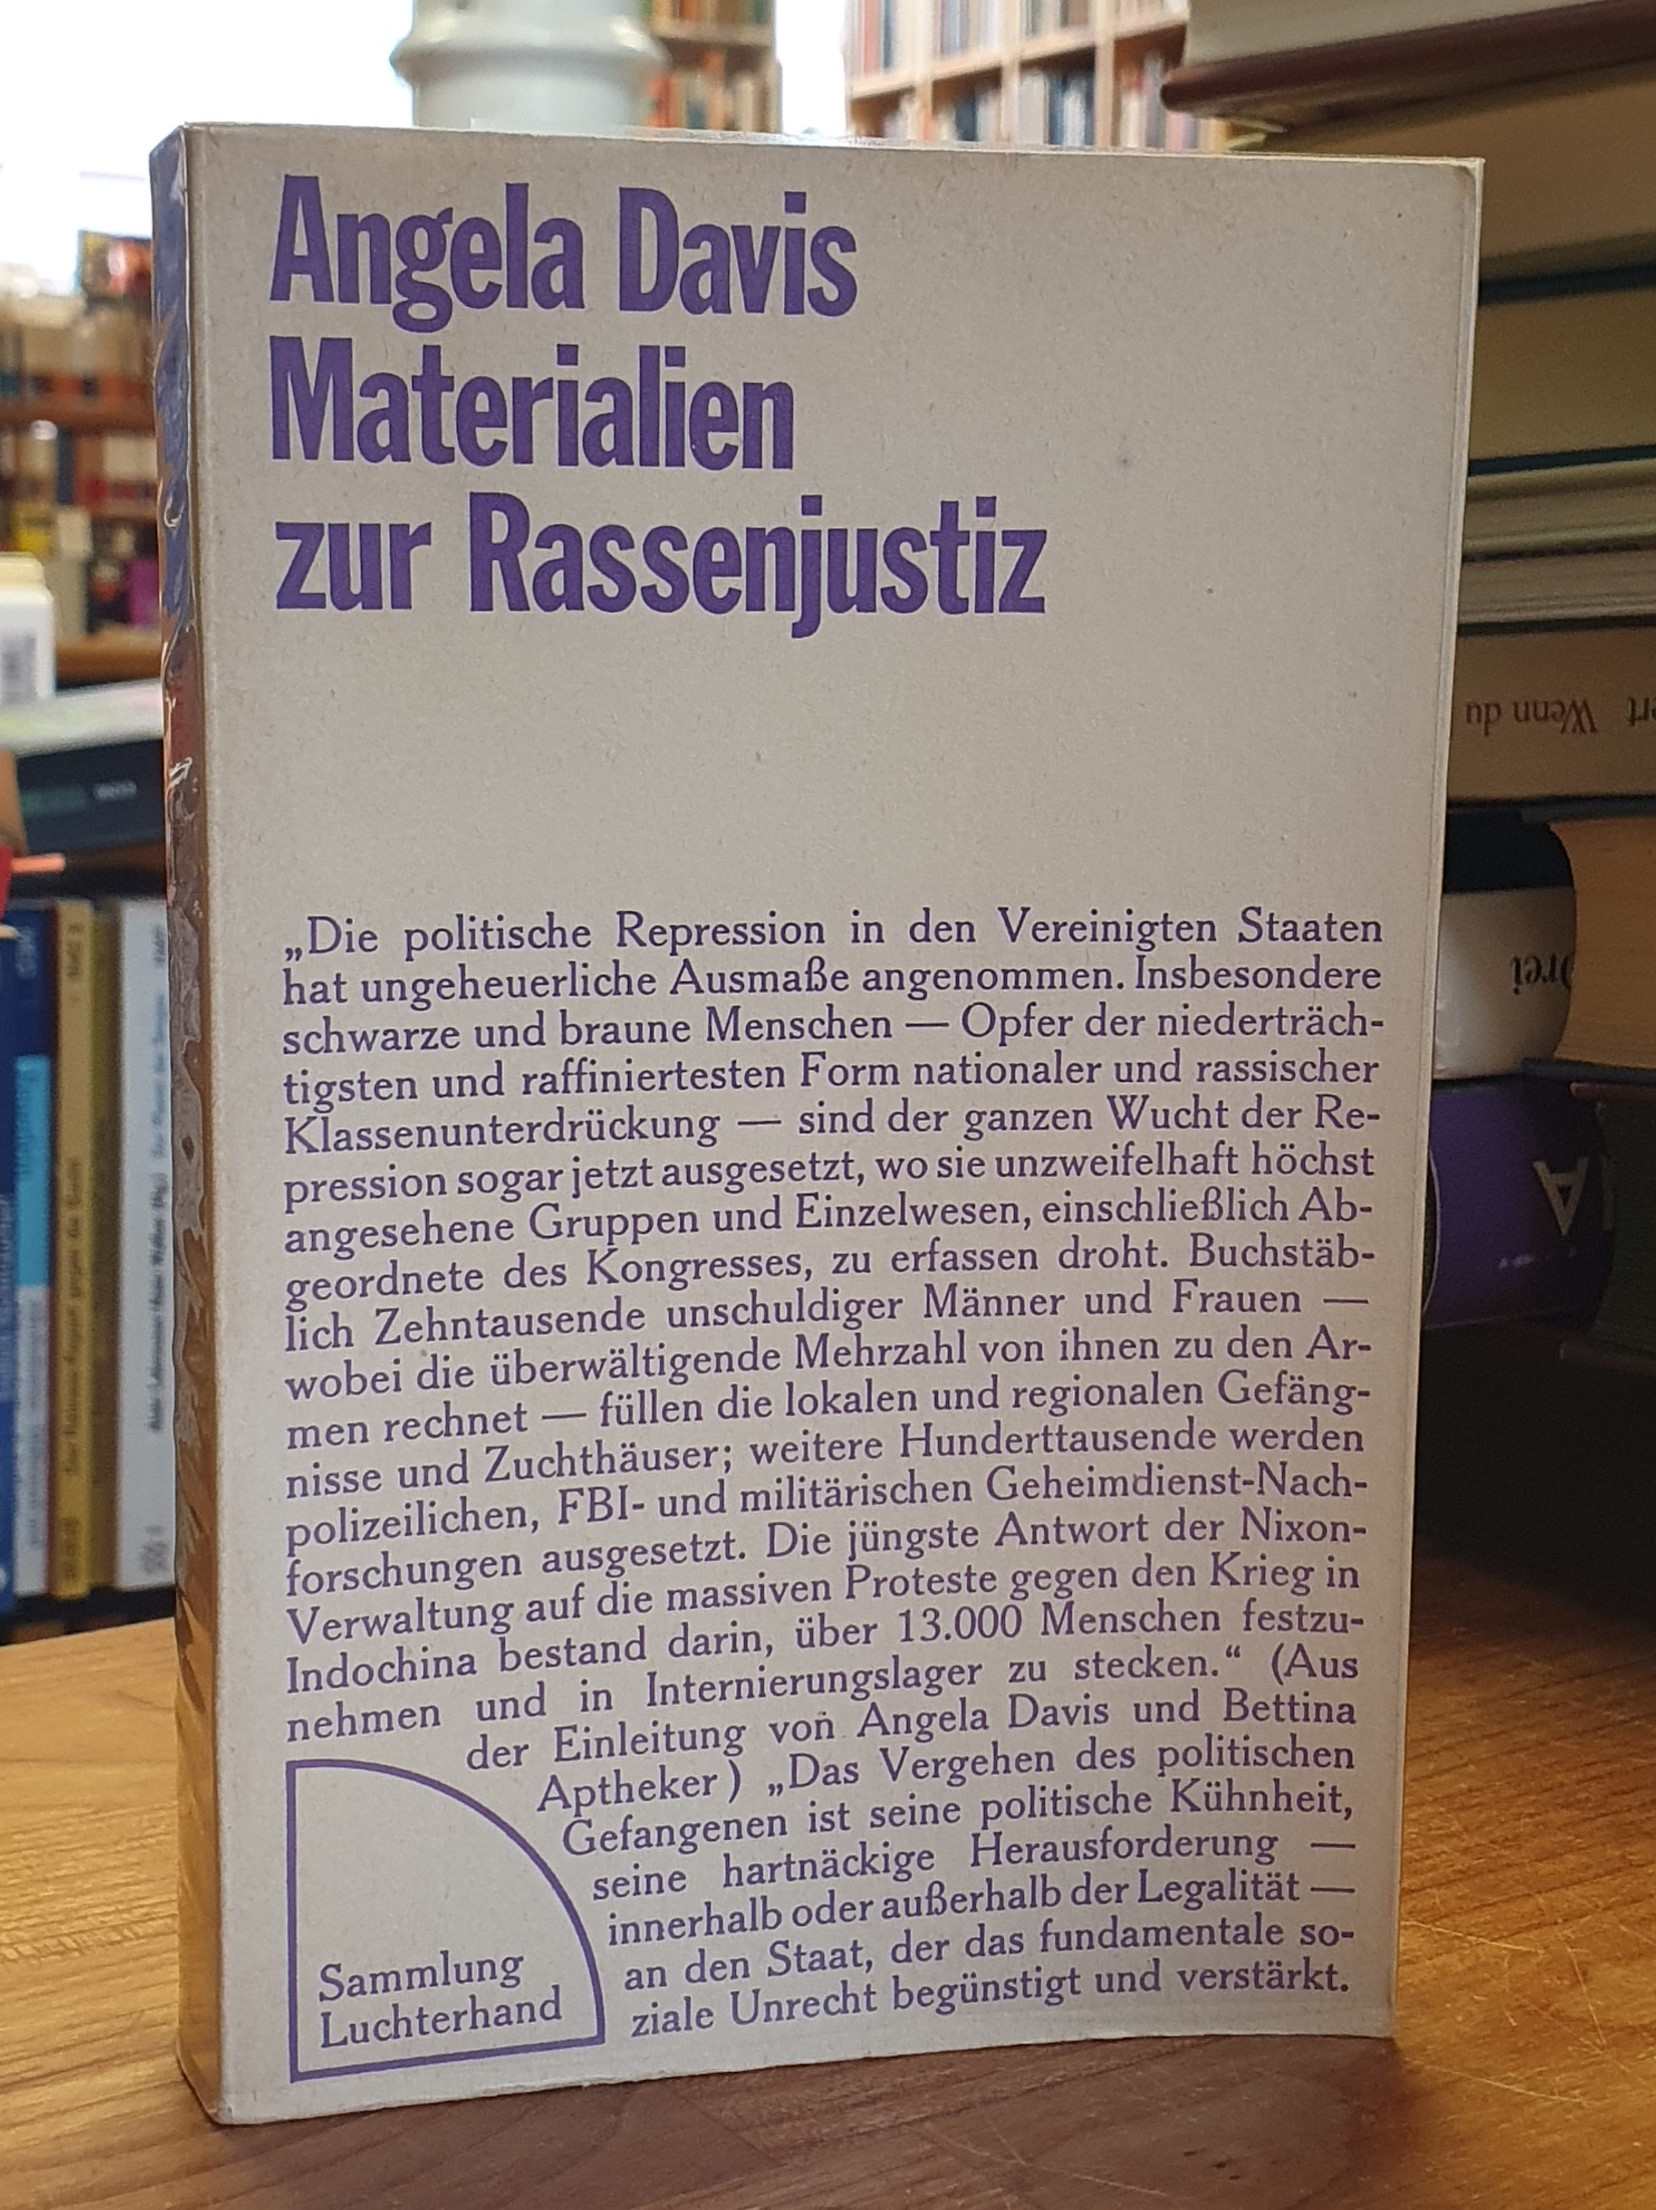 Angela Davis
Materialien
zur Rassenjustiz
„Die politische Repression in den Vereinigten Staaten
hat ungeheuerliche Ausmaße angenommen. Insbesondere
schwarze und braune Menschen — Opfer der niederträch-
tigsten und raffiniertesten Form nationaler und rassischer
Klassenunterdrückung — sind der ganzen Wucht der Re-
pression sogar jetzt ausgesetzt, wo sie unzweifelhaft höchst
angesehene Gruppen und Einzelwesen, einschließlich Ab-
geordnete des Kongresses, zu erfassen droht. Buchstäb-
lich Zehntausende unschuldiger Männer und Frauen —
wobei die überwältigende Mehrzahl von ihnen zu den Ar-
men rechnet — füllen die lokalen und regionalen Gefäng-
nisse und Zuchthäuser; weitere Hunderttausende werden
polizeilichen, FBI- und militärischen Geheimdienst-Nach-
forschungen ausgesetzt. Die jüngste Antwort der Nixon-
Verwaltung auf die massiven Proteste gegen den Krieg in
Indochina bestand darin, über 13.000 Menschen festzu-
nehmen und in Internierungslager zu stecken.“ (Aus
der Einleitung von Angela Davis und Bettina
Aptheker) „Das Vergehen des politischen
Gefangenen ist seine politische Kühnheit,
seine hartnäckige Herausforderung —
innerhalb oder außerhalb der Legalität —
an den Staat, der das fundamentale so-
ziale Unrecht begünstigt und verstärkt.
Sammlung
Luchterhand
Wenn du